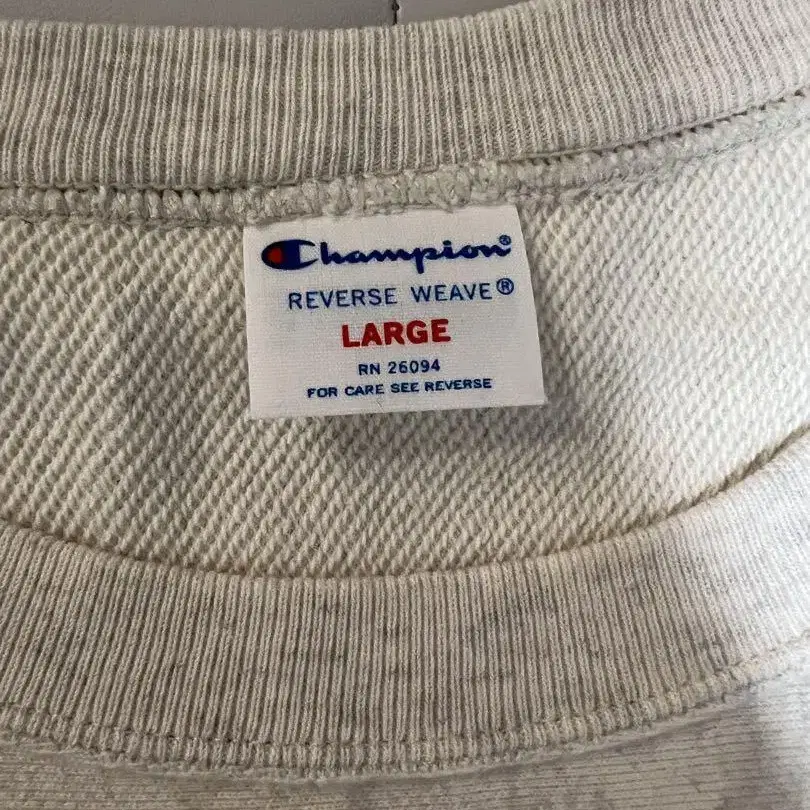 Champion®
REVERSE WEAVE®
LARGE
RN 26094
FOR CARE SEE REVERSE